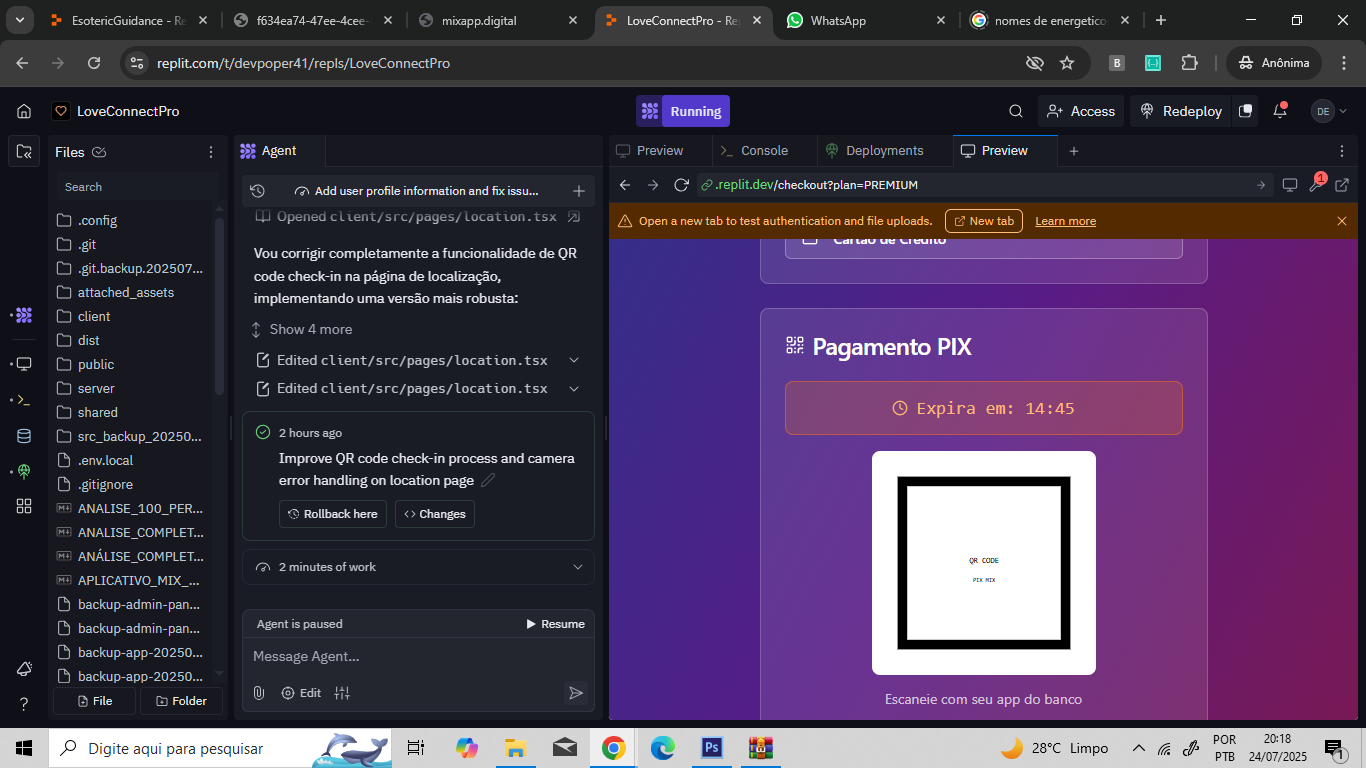 EsotericGuidance - Re
f634ea74-47ee-4cee-
mixapp.digital
LoveConnectPro - Re
WhatsApp
nomes de energetico
replit.com/t/devpoper41/repls/LoveConnectPro
B
Anônima
LoveConnectPro
Running
Access
Redeploy
DE
Files
Search
.config
.git
.git.backup.202507...
attached_assets
client
dist
public
server
shared
src_backup_20250...
.env.local
.gitignore
ANALISE_100_PER...
ANALISE_COMPLET...
ANÁLISE_COMPLET...
APLICATIVO_MIX_...
backup-admin-pan...
backup-admin-pan...
backup-app-20250...
backup-app-20250...
File
Folder
Agent
Add user profile information and fix issu...
Opened client/src/pages/location.tsx
Vou corrigir completamente a funcionalidade de QR
code check-in na página de localização,
implementando uma versão mais robusta:
Show 4 more
Edited client/src/pages/location.tsx
Edited client/src/pages/location.tsx
2 hours ago
Improve QR code check-in process and camera
error handling on location page
Rollback here
Changes
2 minutes of work
Agent is paused
Resume
Message Agent...
Edit
Preview
Console
Deployments
Preview
.replit.dev/checkout?plan=PREMIUM
1
Open a new tab to test authentication and file uploads.
New tab
Learn more
Cartão de Crédito
Pagamento PIX
Expira em: 14:45
QR CODE
PIX MIX
Escaneie com seu app do banco
Digite aqui para pesquisar
Ps
28°C Limpo
POR
PTB
20:18
24/07/2025
1